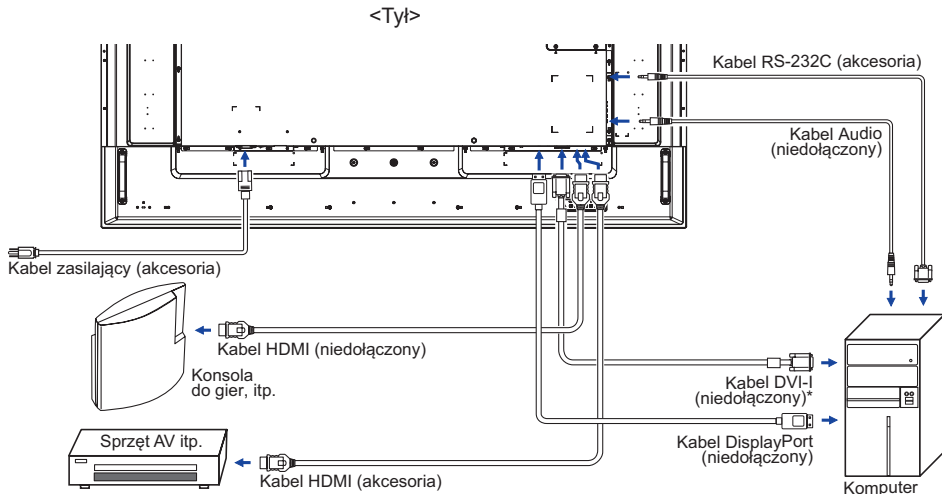 <Tył>
Kabel RS-232C (akcesoria)
Kabel Audio
(niedołączony)
Kabel zasilający (akcesoria)
Kabel HDMI (niedołączony)
Konsola
do gier, itp.
Kabel DVI-I
(niedołączony)*
Sprzęt AV itp.
Kabel DisplayPort
(niedołączony)
Kabel HDMI (akcesoria)
Komputer